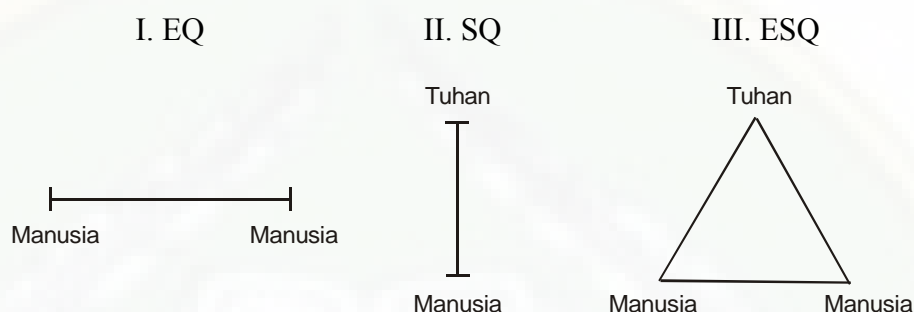 I. EQ
II. SQ
III. ESQ
Tuhan
Tuhan
Manusia
Manusia
Manusia
Manusia
Manusia